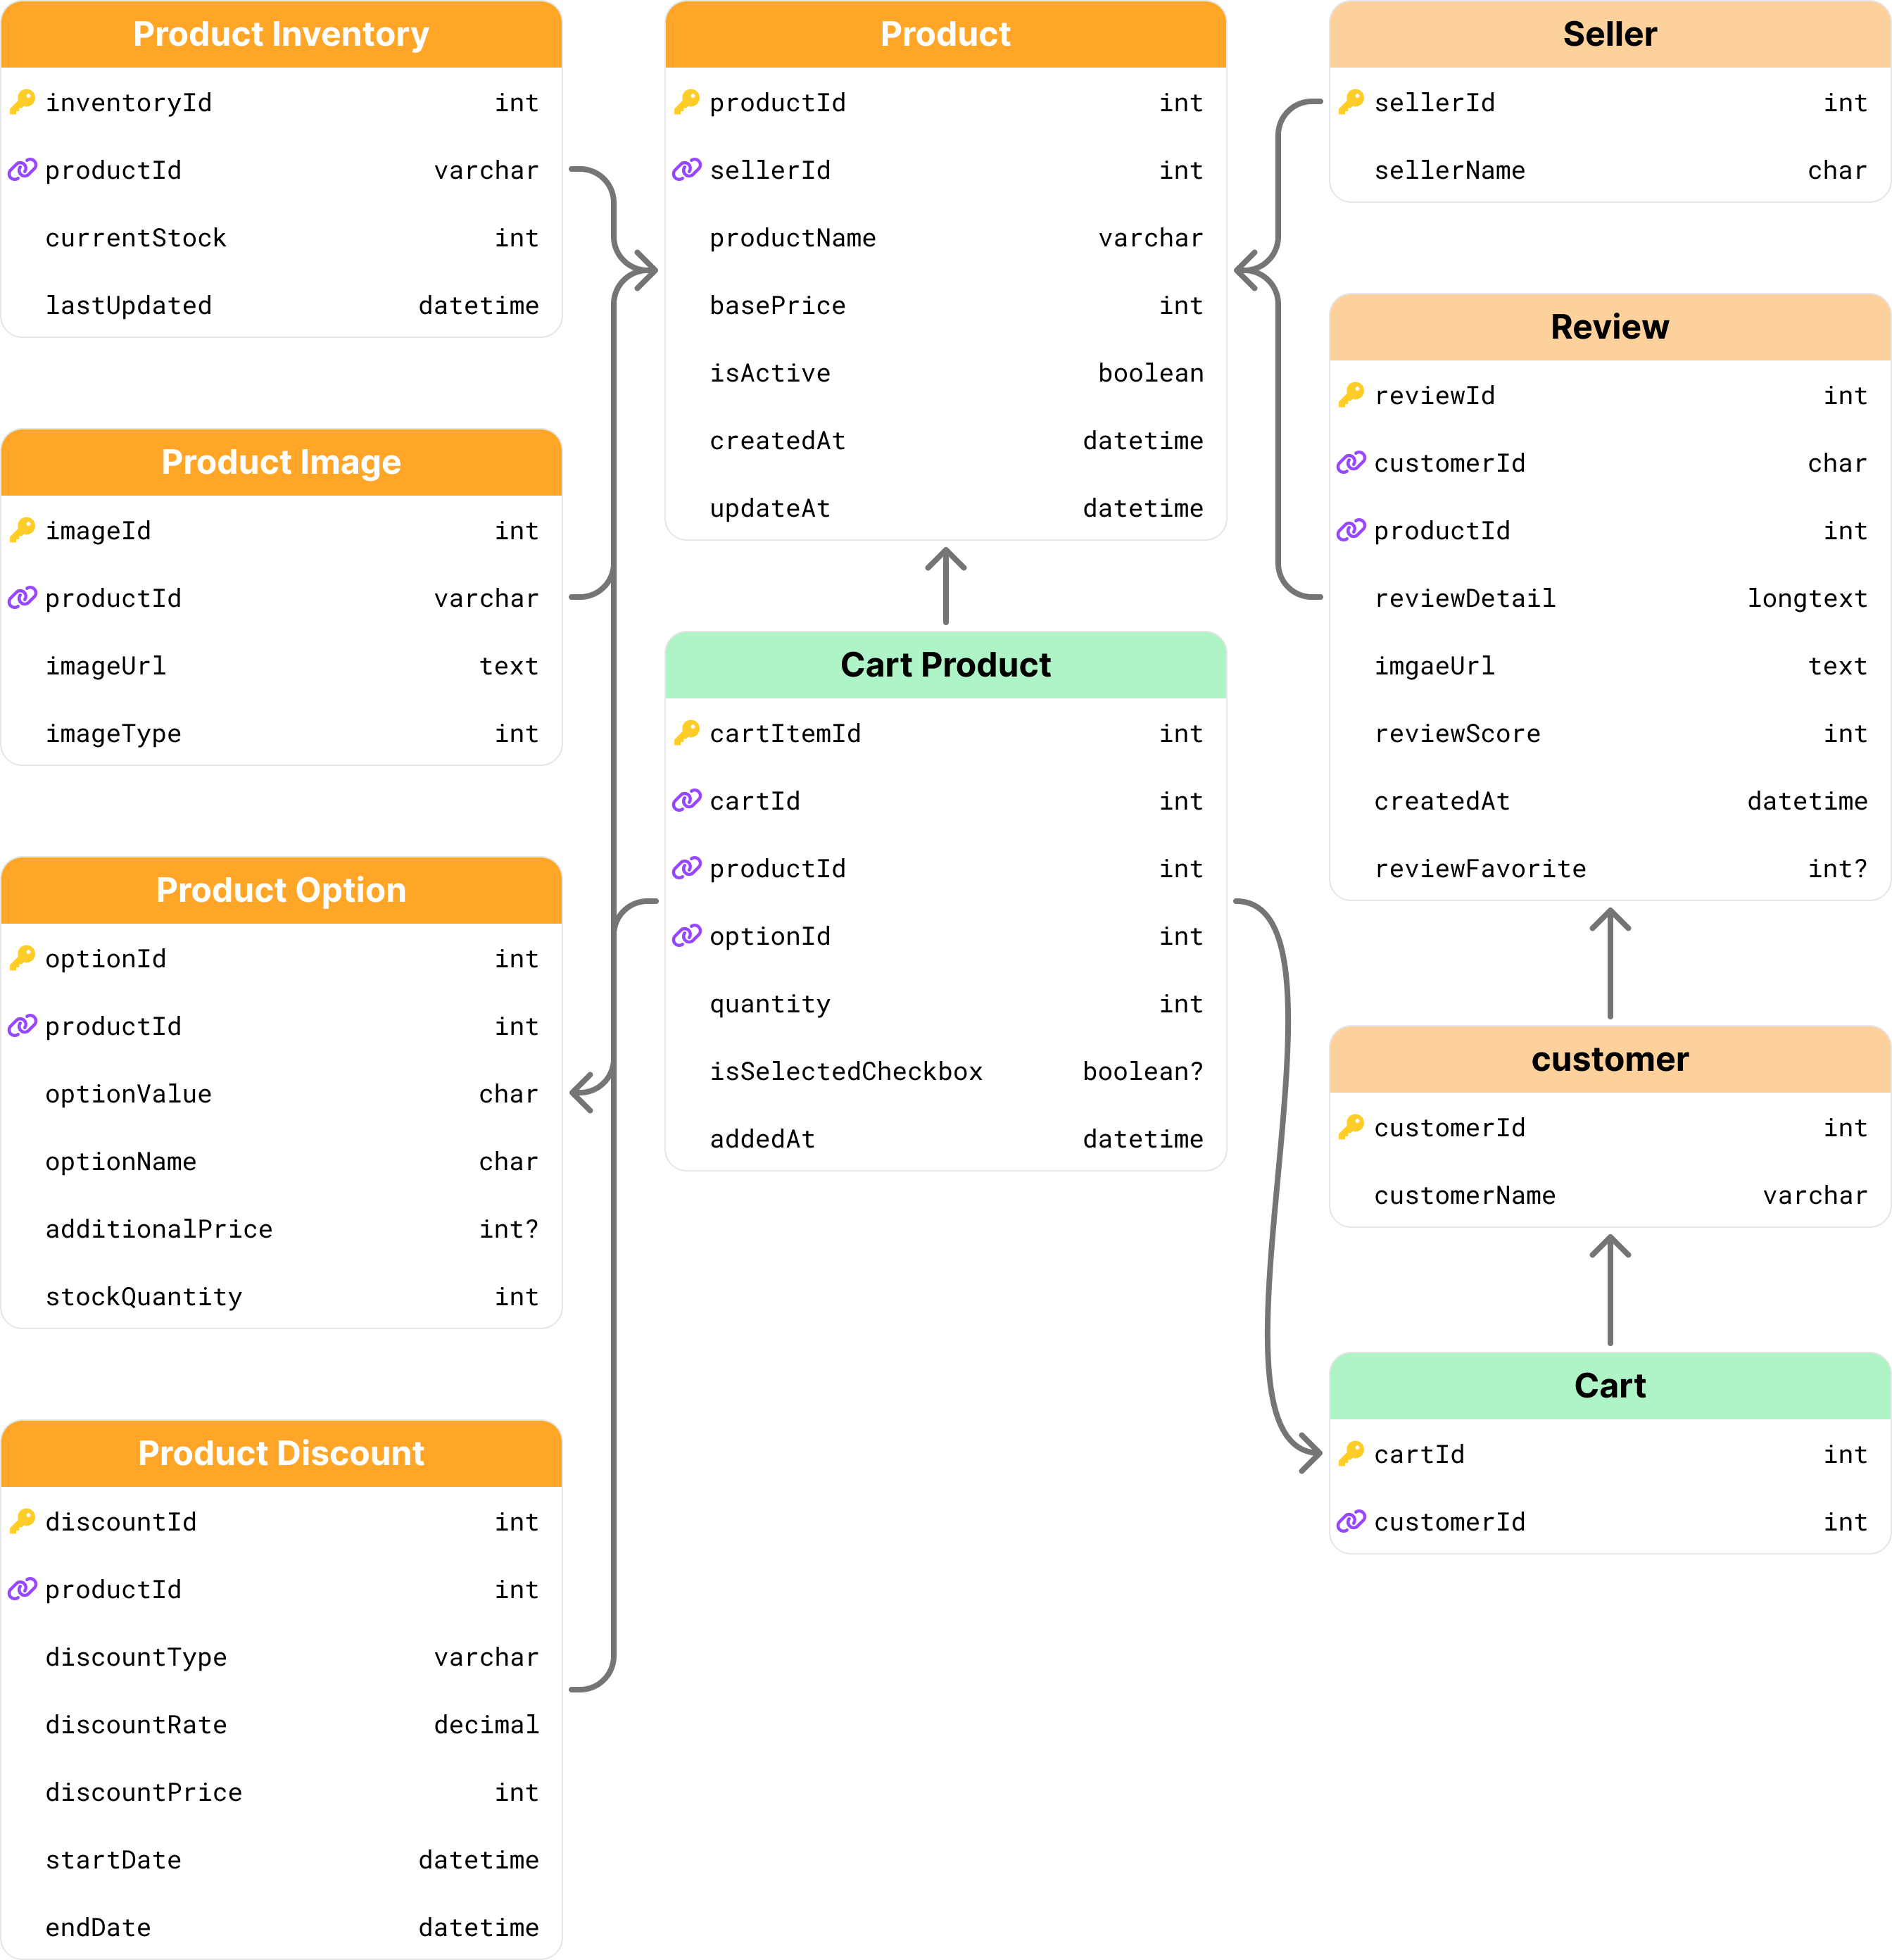 Product Inventory
inventoryId int
productId varchar
currentStock int
lastUpdated datetime
Product Image
imageId int
productId varchar
imageUrl text
imageType int
Product Option
optionId int
productId int
optionValue char
optionName char
additionalPrice int?
stockQuantity int
Product Discount
discountId int
productId int
discountType varchar
discountRate decimal
discountPrice int
startDate datetime
endDate datetime
Product
productId int
sellerId int
productName varchar
basePrice int
isActive boolean
createdAt datetime
updateAt datetime
Cart Product
cartItemId int
cartId int
productId int
optionId int
quantity int
isSelectedCheckbox boolean?
addedAt datetime
Seller
sellerId int
sellerName char
Review
reviewId int
customerId char
productId int
reviewDetail longtext
imgaeUrl text
reviewScore int
createdAt datetime
reviewFavorite int?
customer
customerId int
customerName varchar
Cart
cartId int
customerId int